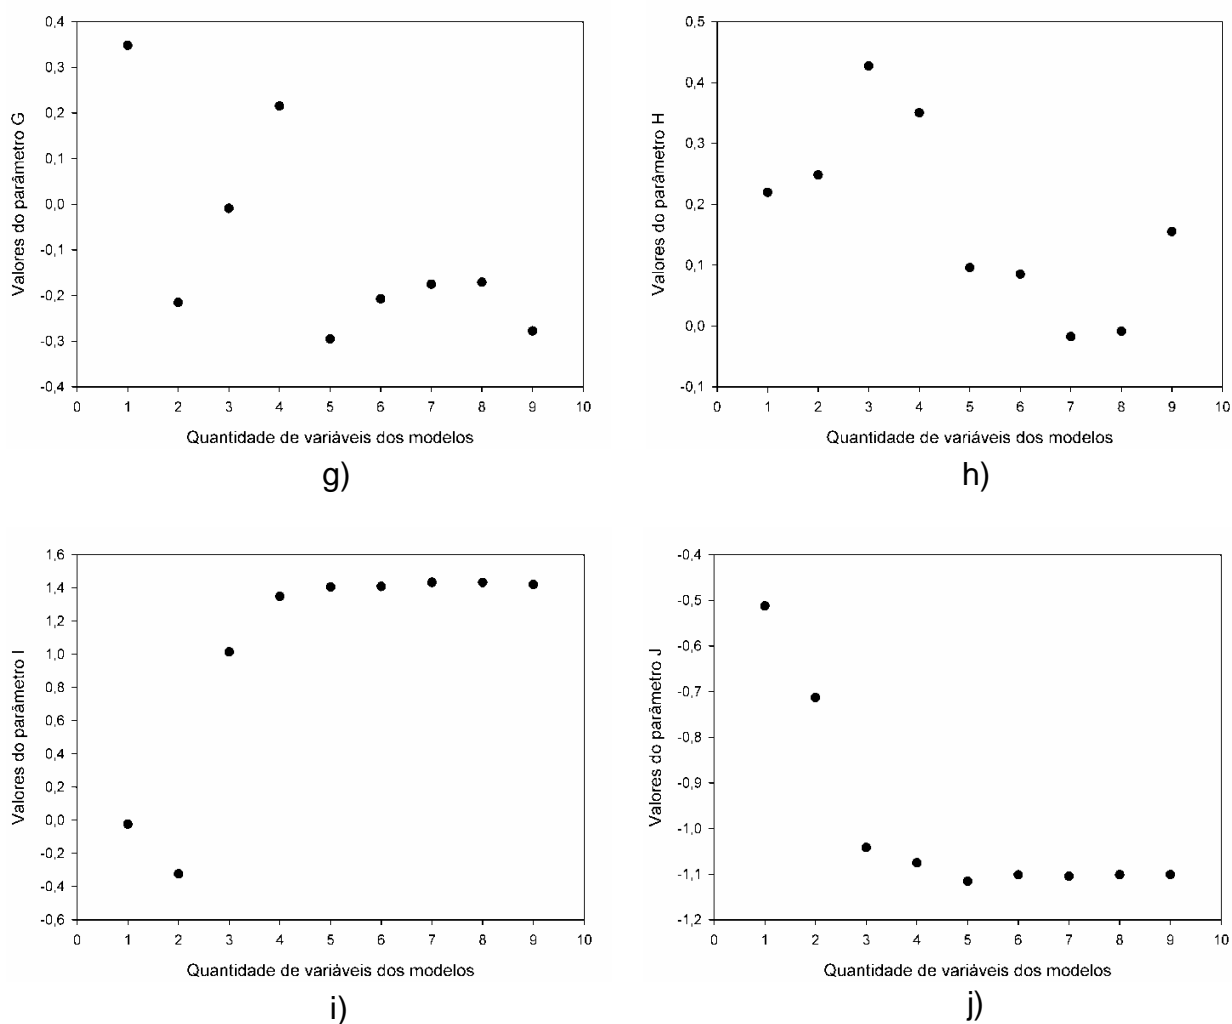 0,4
0,3
0,2
0,1
0,0
-0,1
-0,2
-0,3
-0,4
Valores do parâmetro G
0 1 2 3 4 5 6 7 8 9 10
Quantidade de variáveis dos modelos
g)
0,5
0,4
0,3
0,2
0,1
0,0
-0,1
Valores do parâmetro H
0 1 2 3 4 5 6 7 8 9 10
Quantidade de variáveis dos modelos
h)
1,6
1,4
1,2
1,0
0,8
0,6
0,4
0,2
0,0
-0,2
-0,4
-0,6
Valores do parâmetro I
0 1 2 3 4 5 6 7 8 9 10
Quantidade de variáveis dos modelos
i)
-0,4
-0,5
-0,6
-0,7
-0,8
-0,9
-1,0
-1,1
-1,2
Valores do parâmetro J
0 1 2 3 4 5 6 7 8 9 10
Quantidade de variáveis dos modelos
j)